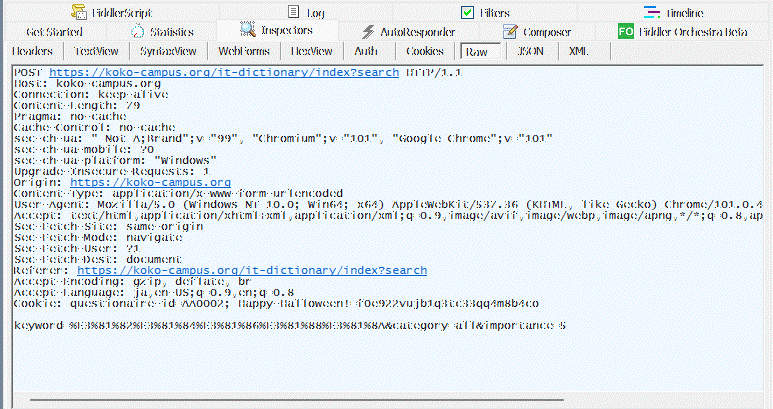 FiddlerScript Log Filters Timeline
Get Started Statistics Inspectors AutoResponder Composer FO Fiddler Orchestra Beta
Headers TextView SyntaxView WebForms HexView Auth Cookies Raw JSON XML
POST https://koko-campus.org/it-dictionary/index?search HTTP/1.1
Host: koko-campus.org
Connection: keep-alive
Content-Length: 79
Pragma: no-cache
Cache-Control: no-cache
sec-ch-ua: " Not A;Brand";v="99", "Chromium";v="101", "Google Chrome";v="101"
sec-ch-ua-mobile: ?0
sec-ch-ua-platform: "Windows"
Upgrade-Insecure-Requests: 1
Origin: https://koko-campus.org
Content-Type: application/x-www-form-urlencoded
User-Agent: Mozilla/5.0 (Windows NT 10.0; Win64; x64) AppleWebKit/537.36 (KHTML, like Gecko) Chrome/101.0.4
Accept: text/html,application/xhtml+xml,application/xml;q=0.9,image/avif,image/webp,image/apng,*/*;q=0.8,ap
Sec-Fetch-Site: same-origin
Sec-Fetch-Mode: navigate
Sec-Fetch-User: ?1
Sec-Fetch-Dest: document
Referer: https://koko-campus.org/it-dictionary/index?search
Accept-Encoding: gzip, deflate, br
Accept-Language: ja,en-US;q=0.9,en;q=0.8
Cookie: questionaire_id=AA0002;
keyword=%E3%81%82%E3%81%84%E3%81%86%E3%81%88%E3%81%8A&category=all&importance=5